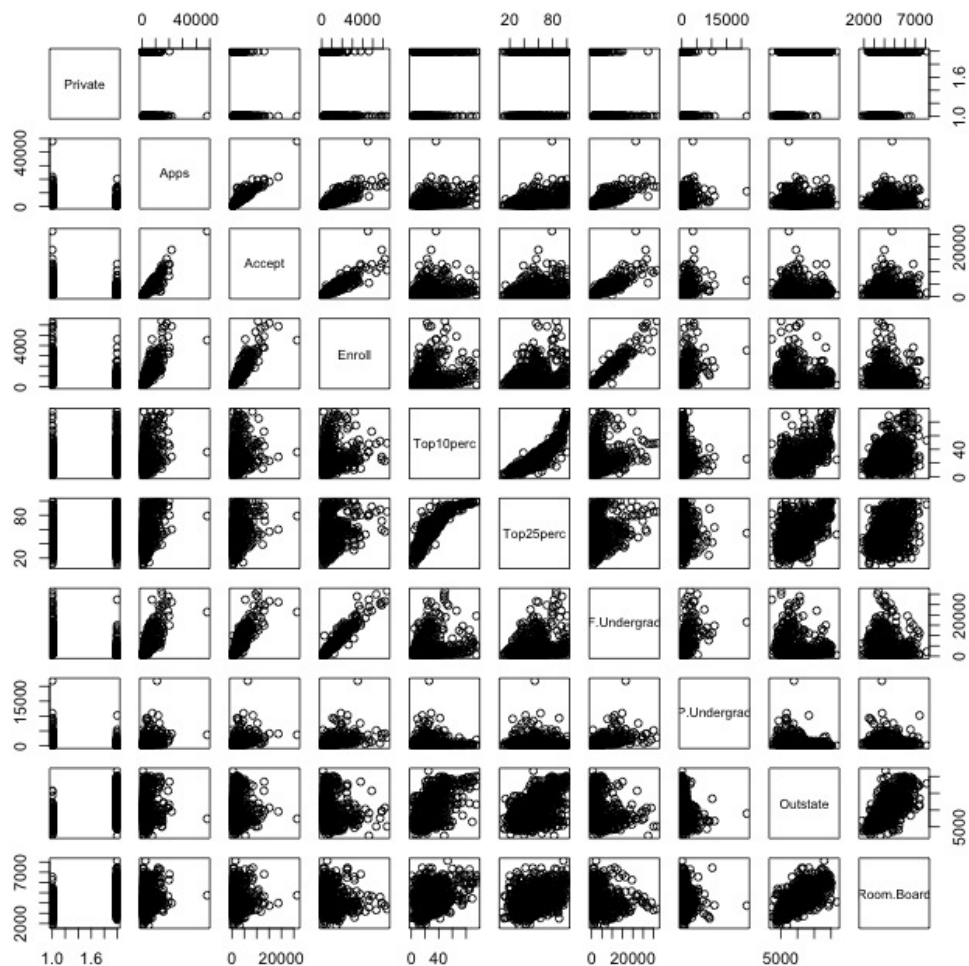 0 40000 0 4000 20 80 0 15000 2000 7000
Private 1.0 1.6
0 40000 Apps
Accept 0 20000
0 4000 Enroll
Top10perc 0 40
20 80 Top25perc
F.Undergrad 0 20000
0 15000 P.Undergrad
Outstate 5000
2000 7000 Room.Board
1.0 1.6 0 20000 0 40 0 20000 5000